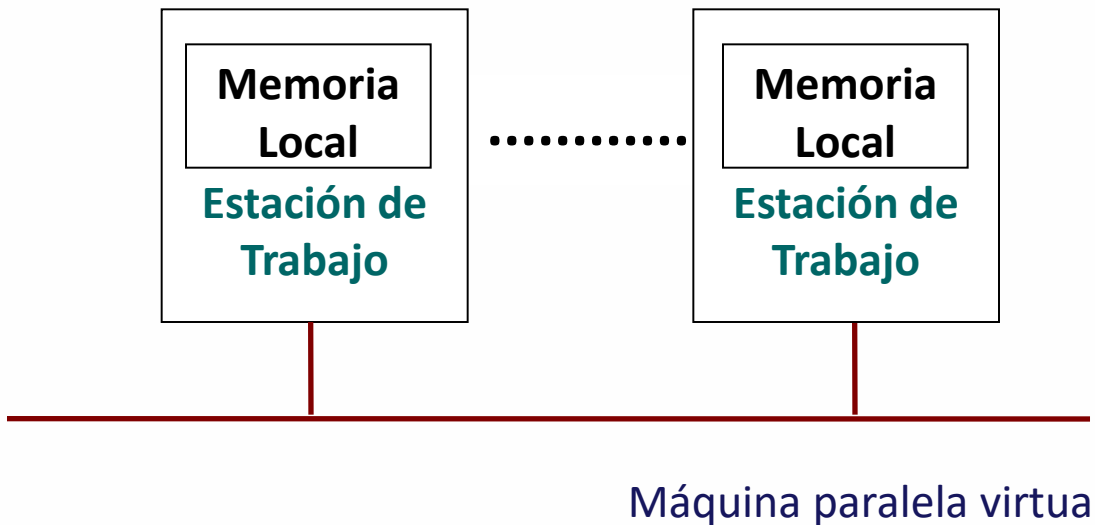 Memoria
Local
Estación de
Trabajo
Memoria
Local
Estación de
Trabajo
Máquina paralela virtua